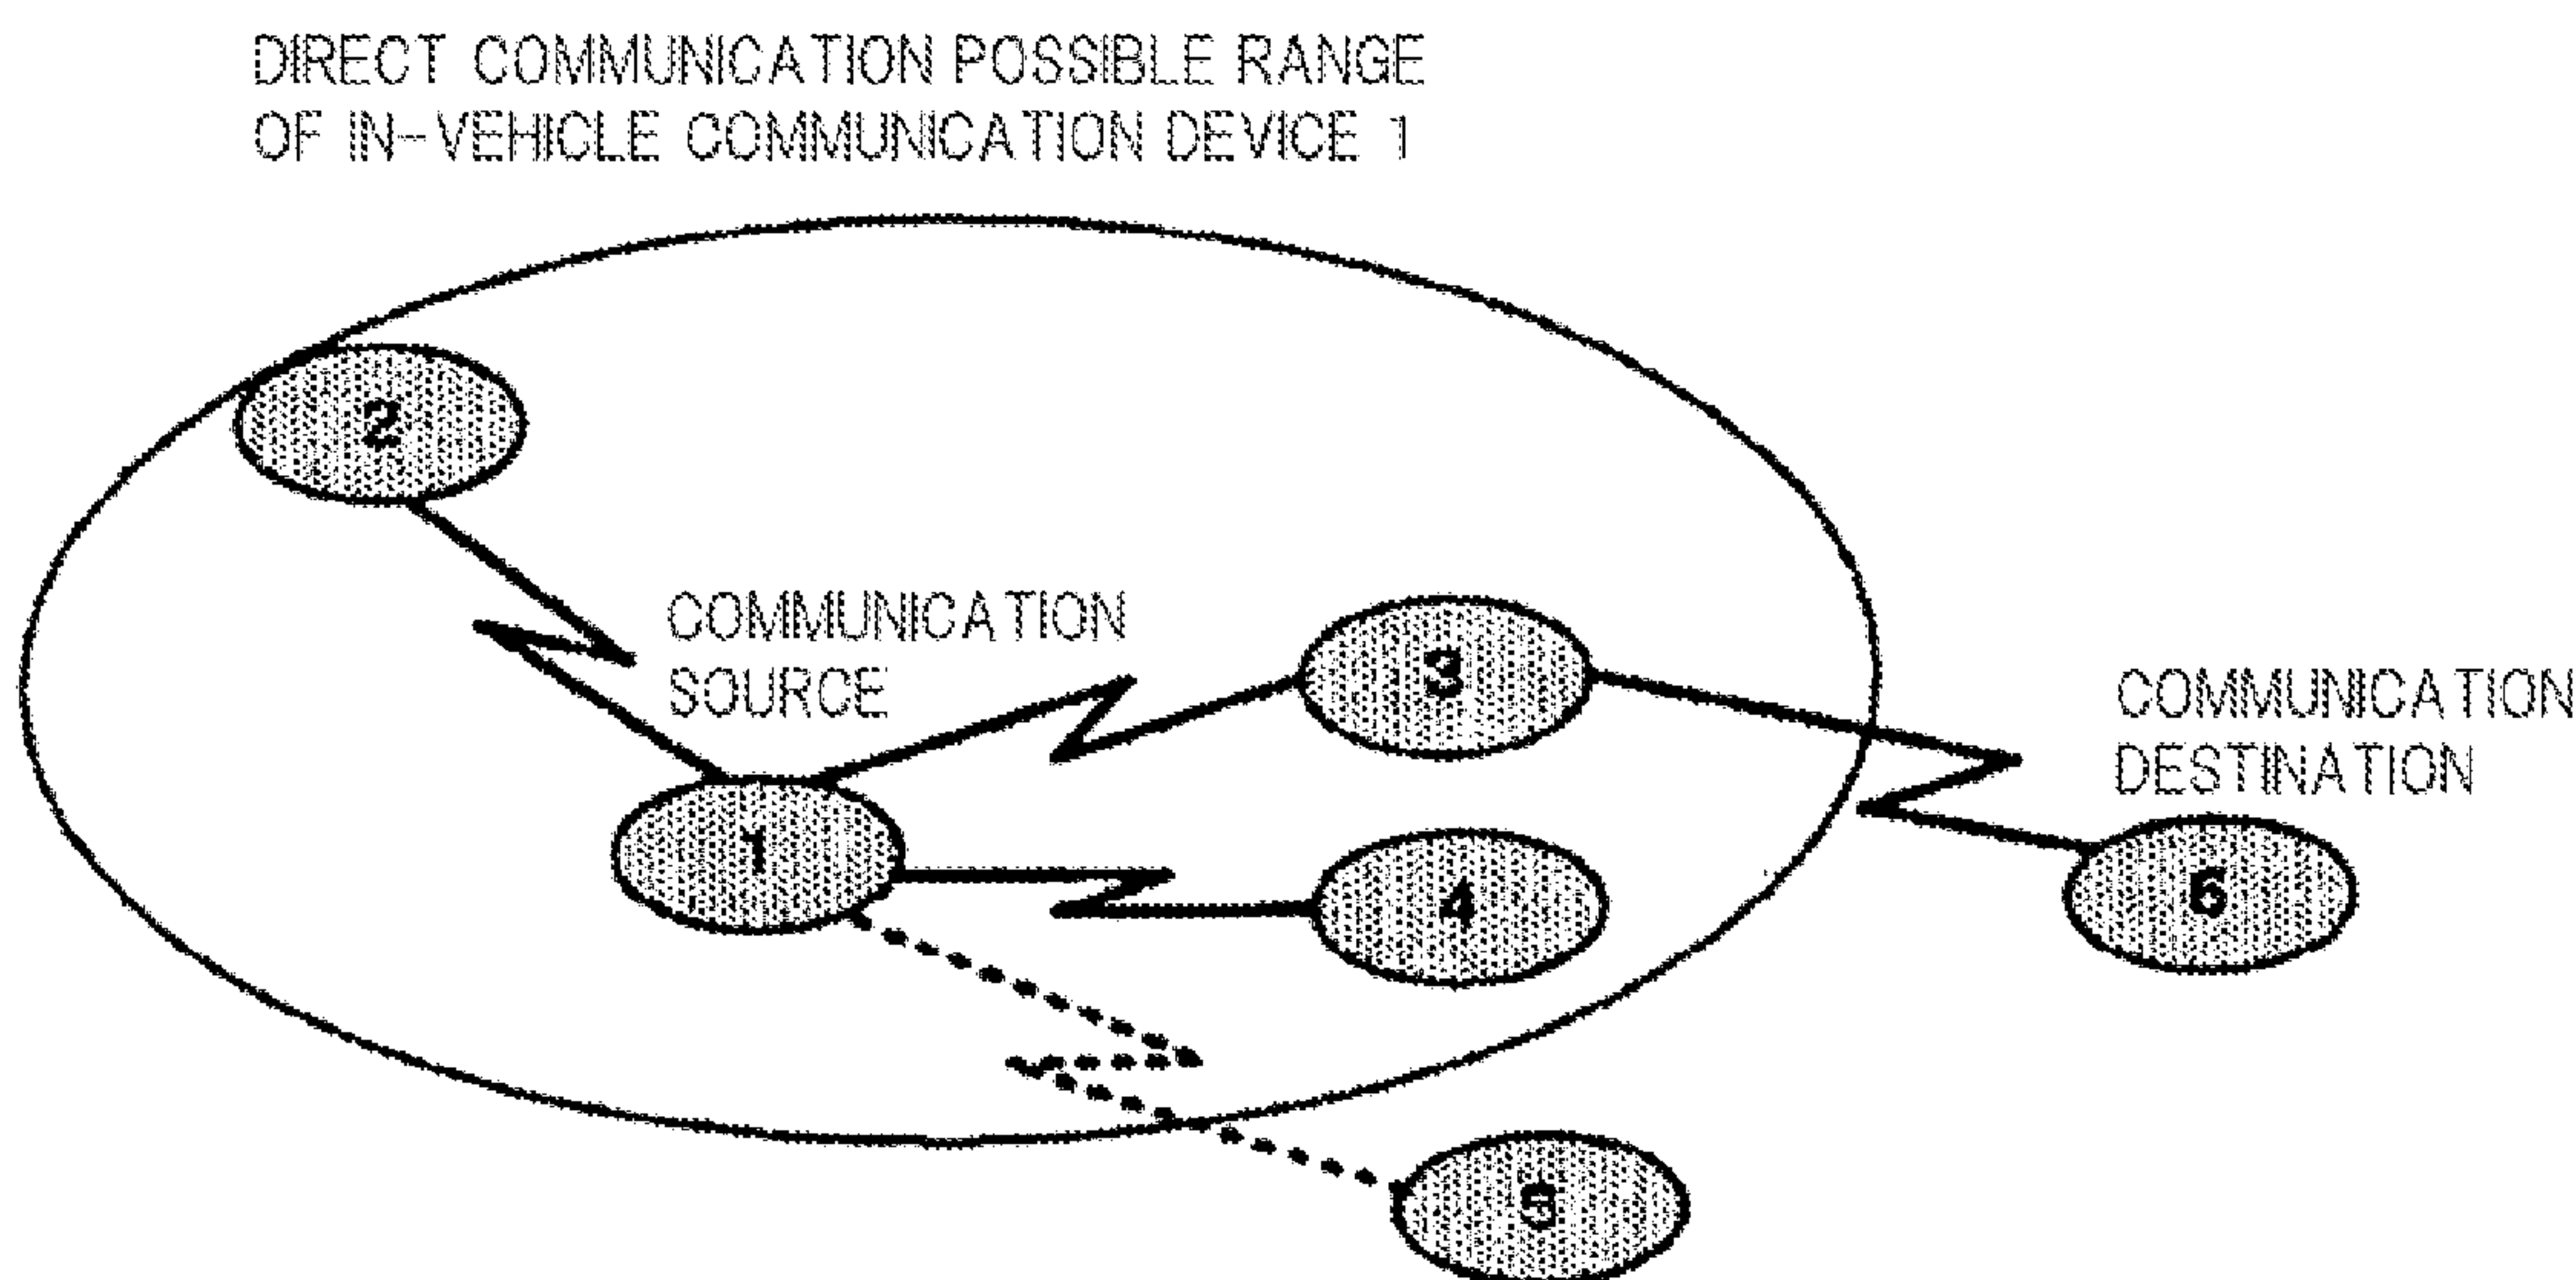 DIRECT COMMUNICATION POSSIBLE RANGE
OF IN-VEHICLE COMMUNICATION DEVICE 1
2
COMMUNICATION
SOURCE
3
COMMUNICATION
DESTINATION
1
4
6
5